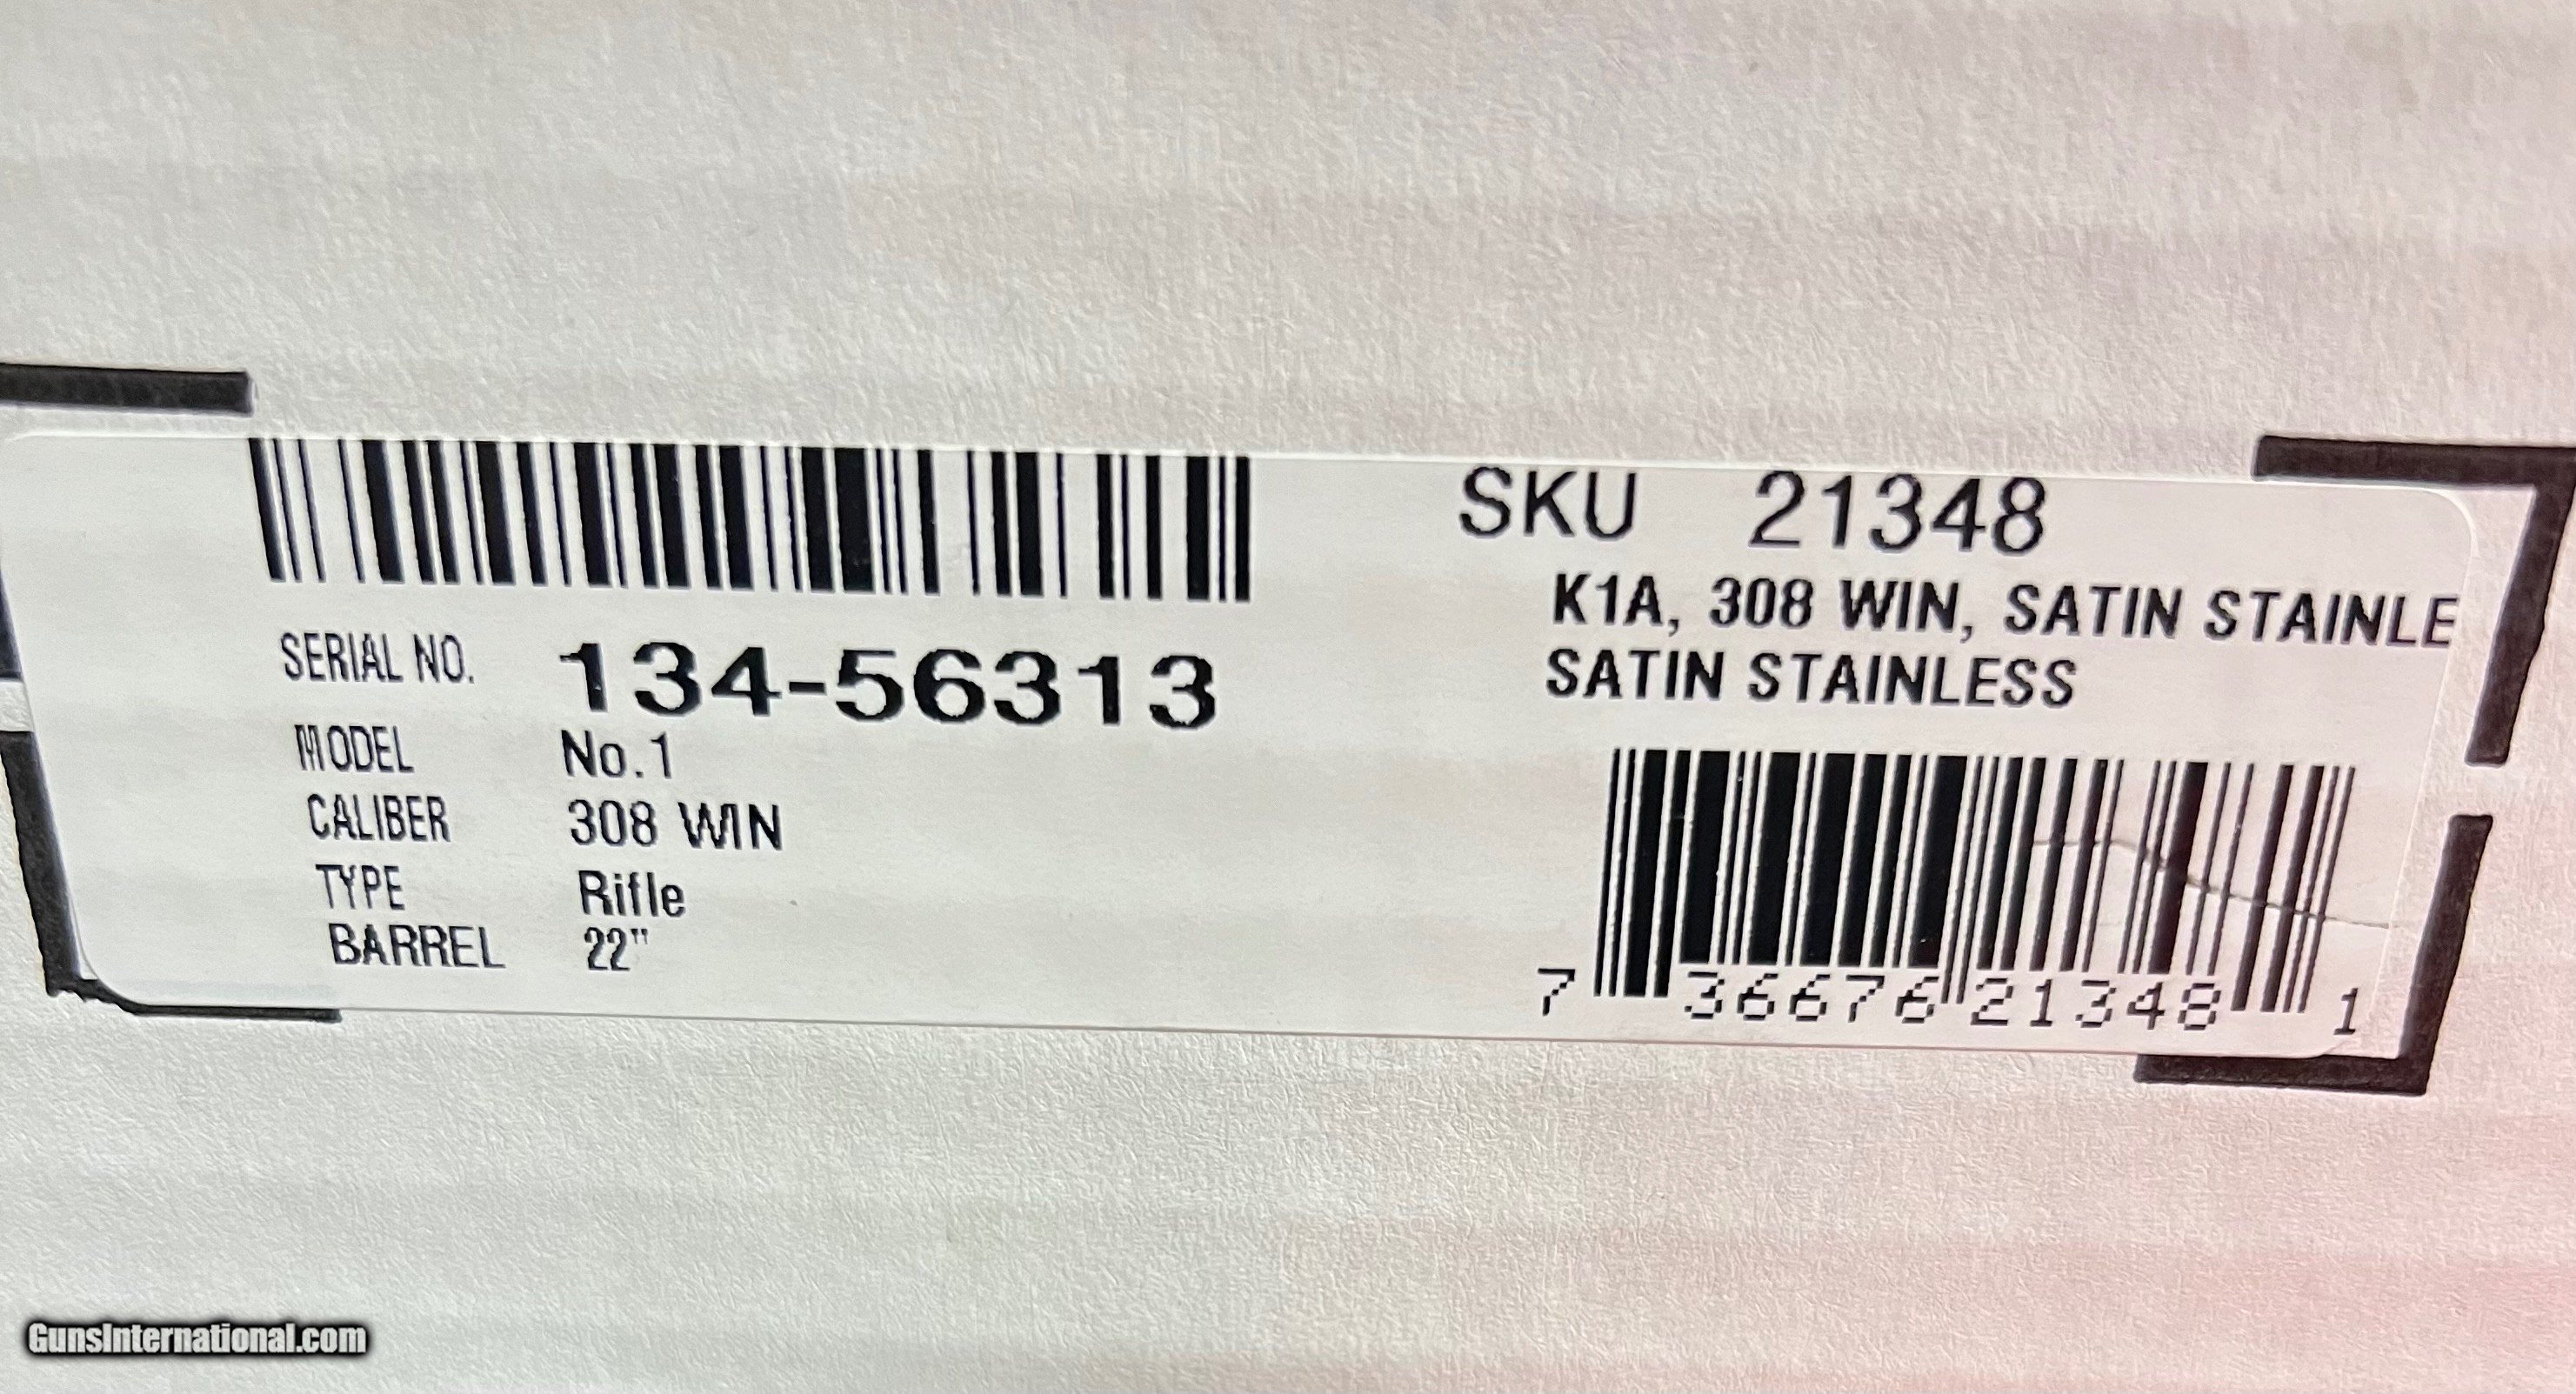 SERIAL NO. 134-56313
MODEL No.1
CALIBER 308 WIN
TYPE Rifle
BARREL 22"
SKU 21348
K1A, 308 WIN, SATIN STAINLE
SATIN STAINLESS
7 36676 21348 1
GunsInternational.com